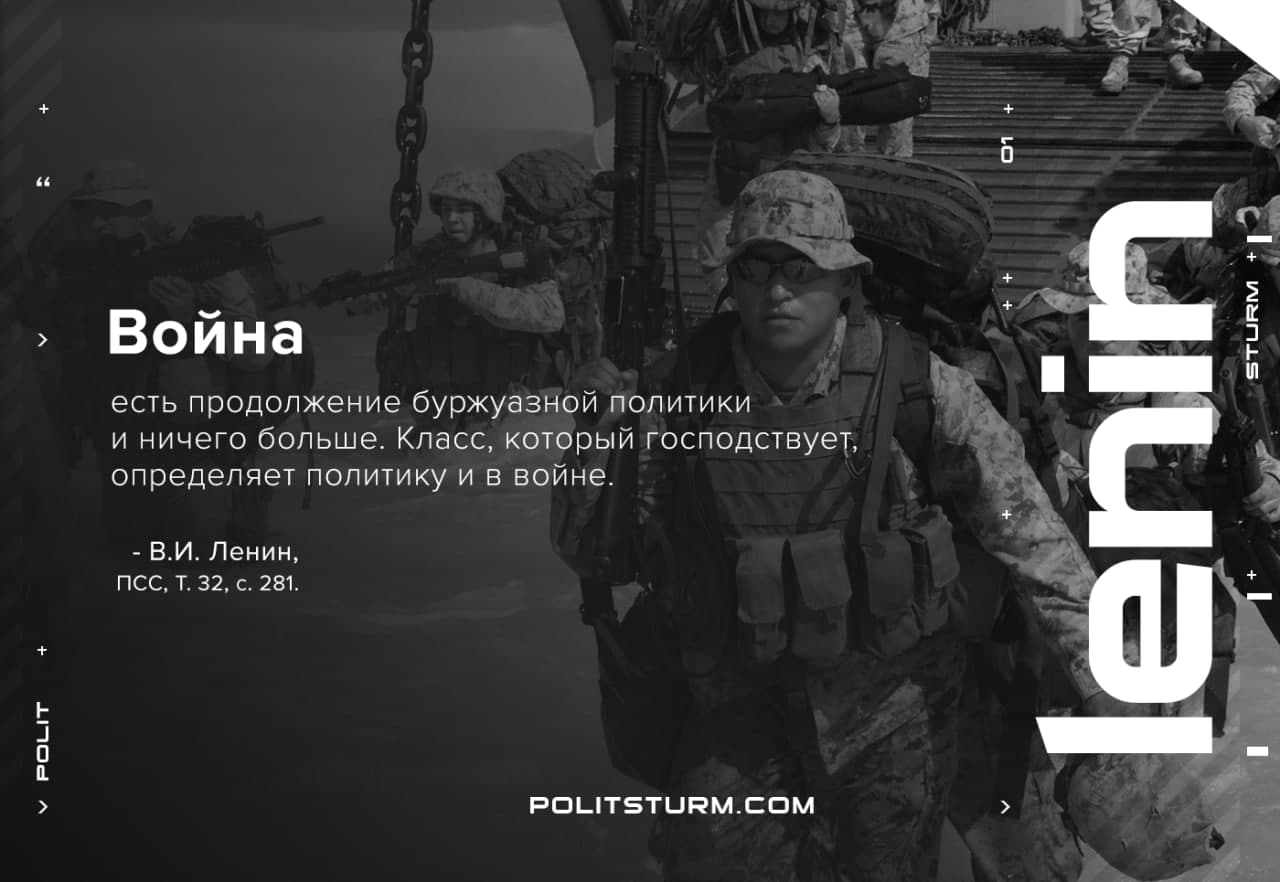 “
Война
есть продолжение буржуазной политики
и ничего больше. Класс, который господствует,
определяет политику и в войне.
- В.И. Ленин,
ПСС, Т. 32, с. 281.
POLIT
POLITSTURM.COM
01
lenin
STURM